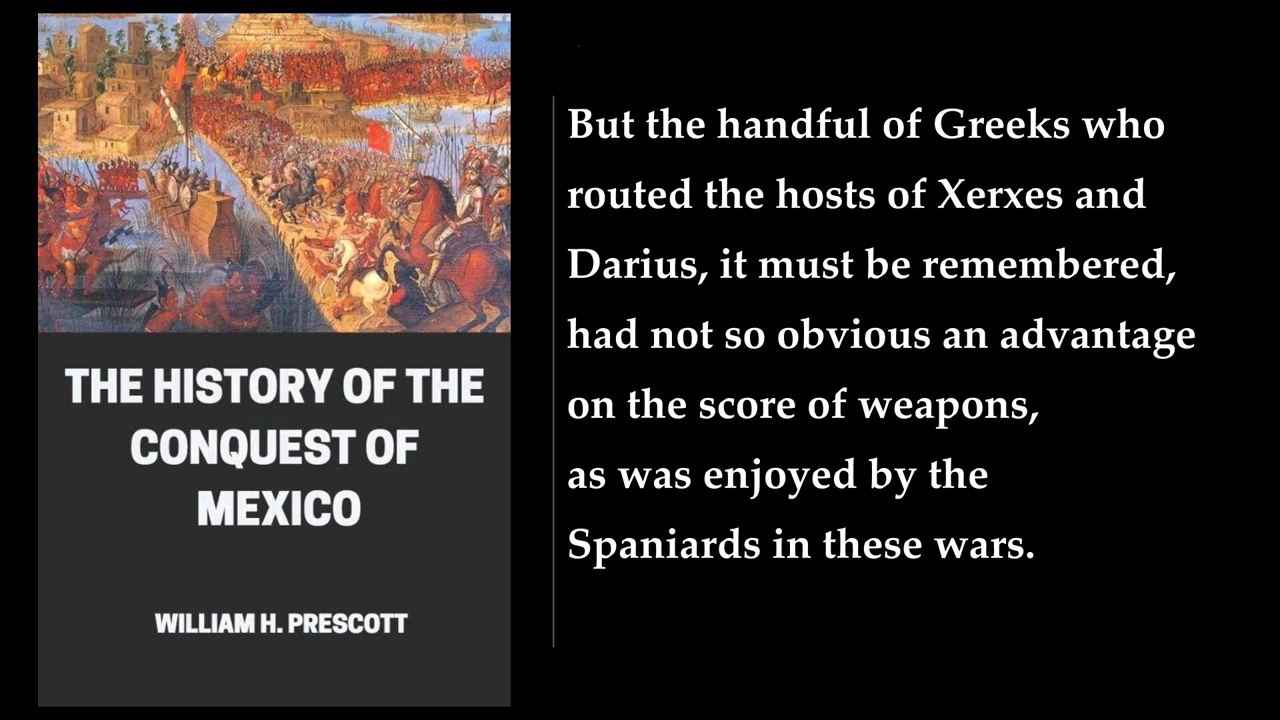 THE HISTORY OF THE
CONQUEST OF
MEXICO
WILLIAM H. PRESCOTT
But the handful of Greeks who
routed the hosts of Xerxes and
Darius, it must be remembered,
had not so obvious an advantage
on the score of weapons,
as was enjoyed by the
Spaniards in these wars.